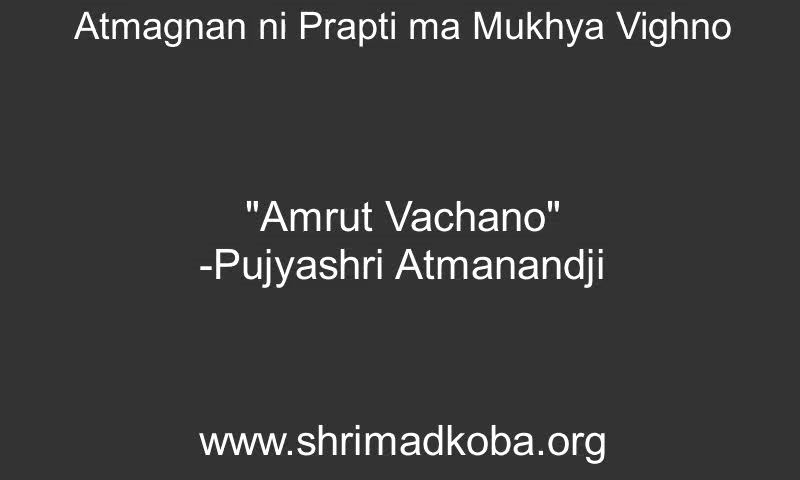 Atmagnan ni Prapti ma Mukhya Vighno
"Amrut Vachano"
-Pujyashri Atmanandji
www.shrimadkoba.org